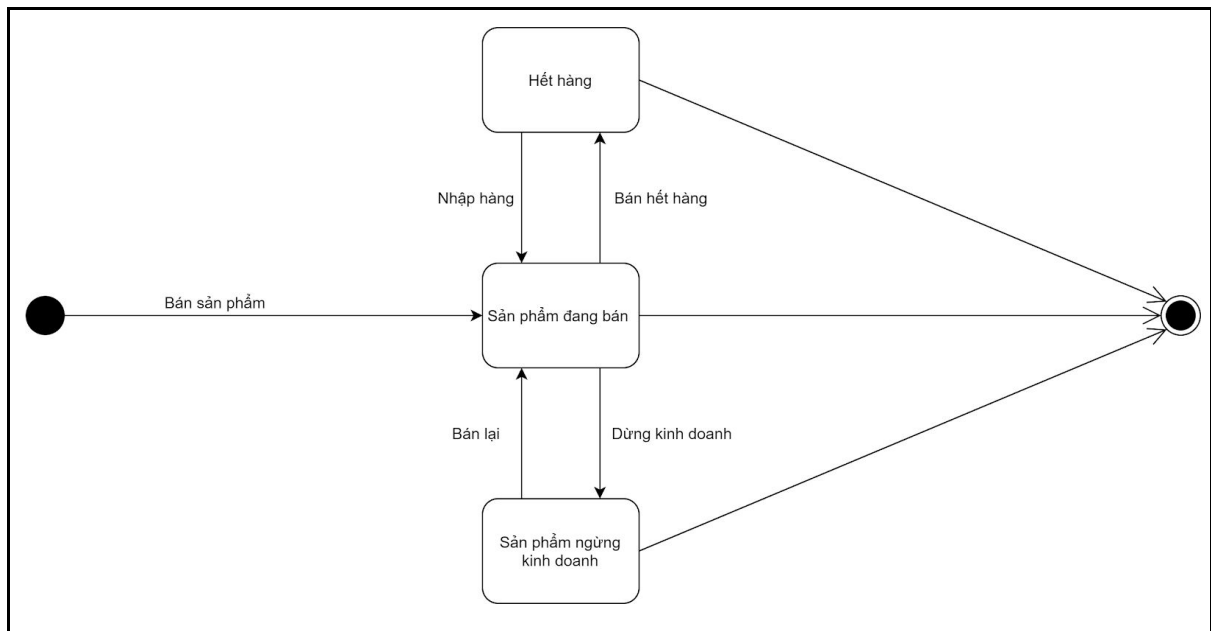 Hết hàng
Nhập hàng
Bán hết hàng
Bán sản phẩm
Sản phẩm đang bán
Bán lại
Dừng kinh doanh
Sản phẩm ngừng
kinh doanh